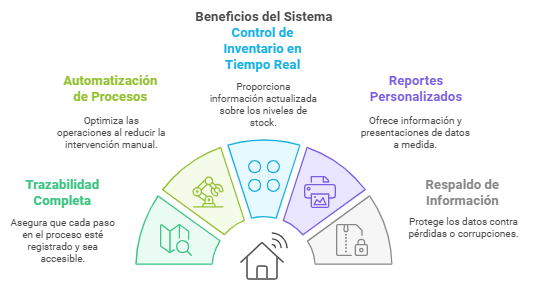 Beneficios del Sistema
Control de
Inventario en
Tiempo Real
Proporciona
información actualizada
sobre los niveles de
stock.
Automatización
de Procesos
Optimiza las
operaciones al reducir la
intervención manual.
Reportes
Personalizados
Ofrece información y
presentaciones de datos
a medida.
Trazabilidad
Completa
Asegura que cada paso
en el proceso esté
registrado y sea
accesible.
Respaldo de
Información
Protege los datos contra
pérdidas o corrupciones.